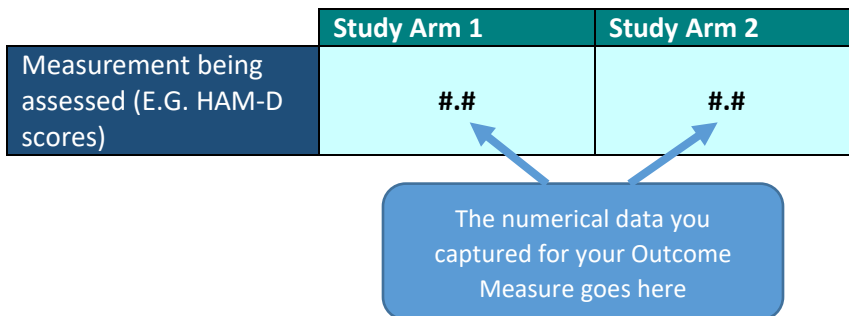 Study Arm 1 Study Arm 2
Measurement being
assessed (E.G. HAM-D
scores)
#.# #.#
The numerical data you
captured for your Outcome
Measure goes here